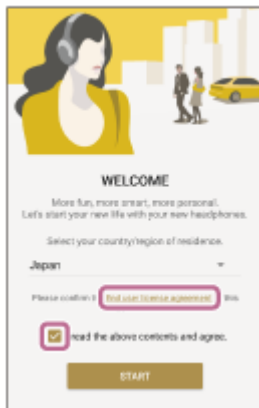 WELCOME
More fun, more smart, more personal.
Let's start your new life with your new headphones.
Select your country/region of residence.
Japan
Please confirm t End user license agreement this.
read the above contents and agree.
START